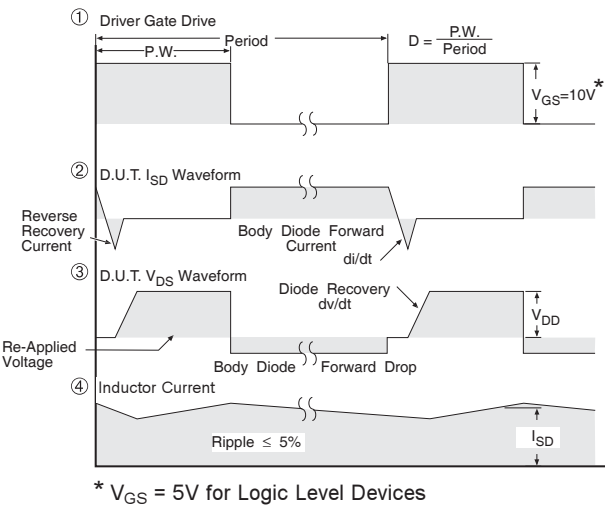 ① Driver Gate Drive
P.W.
Period
D = P.W.
Period
V_GS=10V*
② D.U.T. I_SD Waveform
Reverse
Recovery
Current
Body Diode Forward
Current
di/dt
③ D.U.T. V_DS Waveform
Diode Recovery
dv/dt
V_DD
Re-Applied
Voltage
Body Diode Forward Drop
④ Inductor Current
Ripple ≤ 5%
I_SD
* V_GS = 5V for Logic Level Devices